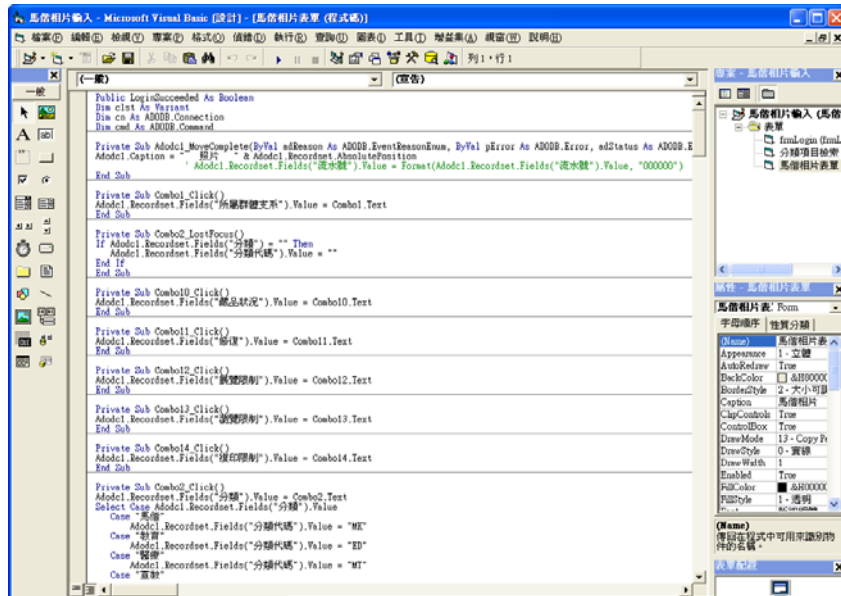 馬偕相片輸入 - Microsoft Visual Basic [設計] - [馬偕相片表單 (程式碼)]
檔案(F) 編輯(E) 檢視(V) 專案(P) 格式(O) 偵錯(D) 執行(R) 查詢(U) 圖表(I) 工具(T) 增益集(A) 視窗(W) 說明(H)
列 1，行 1
一般
(一般)
(宣告)
Public LoginSucceeded As Boolean
Dim clst As Variant
Dim cn As ADODB.Connection
Dim cmd As ADODB.Command
Private Sub Adodc1_MoveComplete(ByVal adReason As ADODB.EventReasonEnum, ByVal pError As ADODB.Error, adStatus As ADODB.E
Adodc1.Caption = "  照片  " & Adodc1.Recordset.AbsolutePosition
' Adodc1.Recordset.Fields("流水號").Value = Format(Adodc1.Recordset.Fields("流水號").Value, "000000")
End Sub
Private Sub Combo1_Click()
Adodc1.Recordset.Fields("所屬群體支系").Value = Combo1.Text
End Sub
Private Sub Combo2_LostFocus()
If Adodc1.Recordset.Fields("分類") = "" Then
Adodc1.Recordset.Fields("分類代碼").Value = ""
End If
End Sub
Private Sub Combo10_Click()
Adodc1.Recordset.Fields("藏品狀況").Value = Combo10.Text
End Sub
Private Sub Combo11_Click()
Adodc1.Recordset.Fields("修復").Value = Combo11.Text
End Sub
Private Sub Combo12_Click()
Adodc1.Recordset.Fields("展覽限制").Value = Combo12.Text
End Sub
Private Sub Combo13_Click()
Adodc1.Recordset.Fields("瀏覽限制").Value = Combo13.Text
End Sub
Private Sub Combo14_Click()
Adodc1.Recordset.Fields("複印限制").Value = Combo14.Text
End Sub
Private Sub Combo2_Click()
Adodc1.Recordset.Fields("分類").Value = Combo2.Text
Select Case Adodc1.Recordset.Fields("分類").Value
Case "馬偕"
Adodc1.Recordset.Fields("分類代碼").Value = "MK"
Case "教育"
Adodc1.Recordset.Fields("分類代碼").Value = "ED"
Case "醫療"
Adodc1.Recordset.Fields("分類代碼").Value = "MT"
Case "宣教"
專案 - 馬偕相片輸入
馬偕相片輸入 (馬偕
表單
frmLogin (frmL
分類項目檢索
馬偕相片表單
屬性 - 馬偕相片表單
馬偕相片表! Form
字母順序 性質分類
(Name) 馬偕相片表
Appearance 1 - 立體
AutoRedraw True
BackColor &H8000
BorderStyle 2 - 大小可調
Caption 馬偕相片
ClipControls True
ControlBox True
DrawMode 13 - Copy Pe
DrawStyle 0 - 實線
DrawWidth 1
Enabled True
FillColor &H0000
FillStyle 1 - 透明
(Name)
傳回在程式中可用來識別物
件的名稱。
表單配置